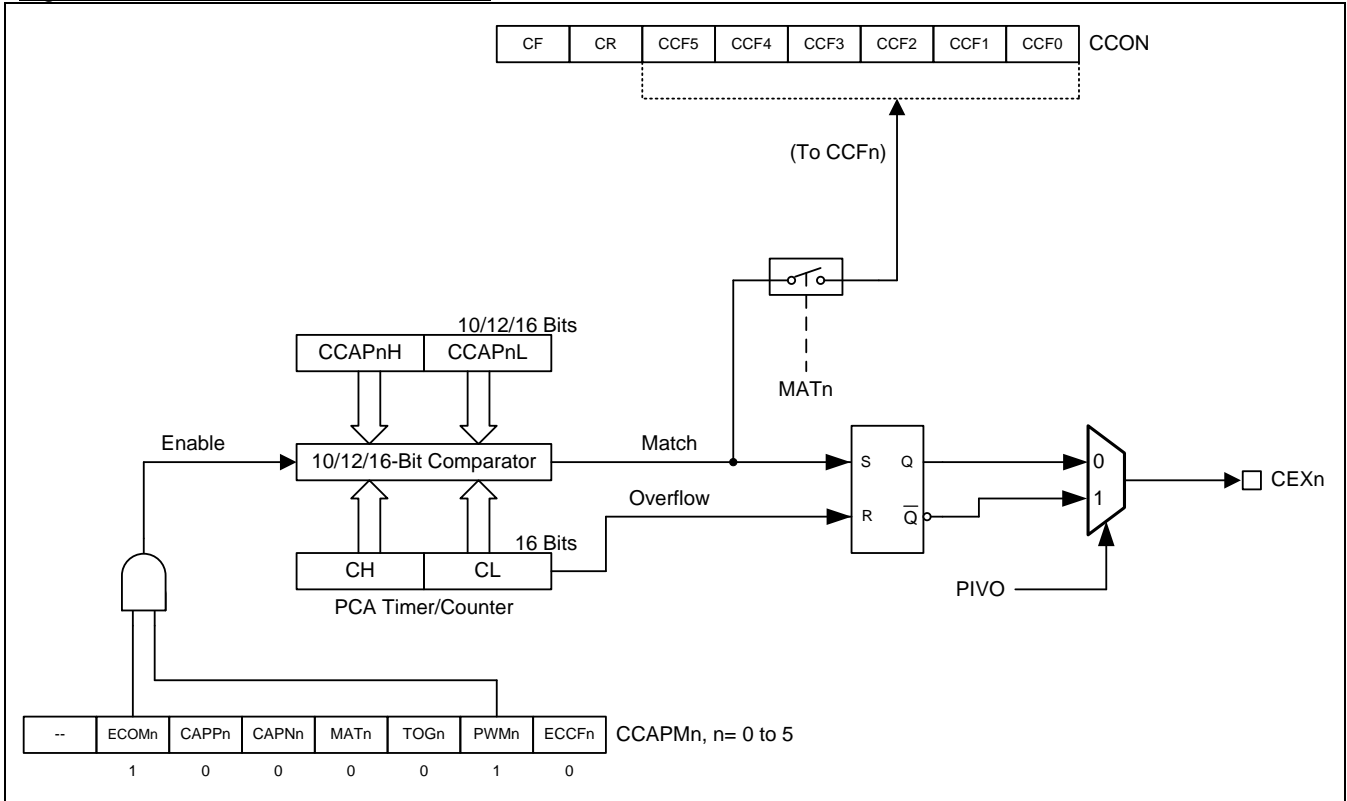 CF CR CCF5 CCF4 CCF3 CCF2 CCF1 CCF0 CCON
(To CCFn)
10/12/16 Bits
CCAPnH CCAPnL
MATn
Enable
10/12/16-Bit Comparator
Match
S Q
0
CEXn
Overflow
R Q
1
16 Bits
CH CL
PCA Timer/Counter
PIVO
-- ECOMn CAPPn CAPNn MATn TOGn PWMn ECCFn CCAPMn, n= 0 to 5
1 0 0 0 0 1 0